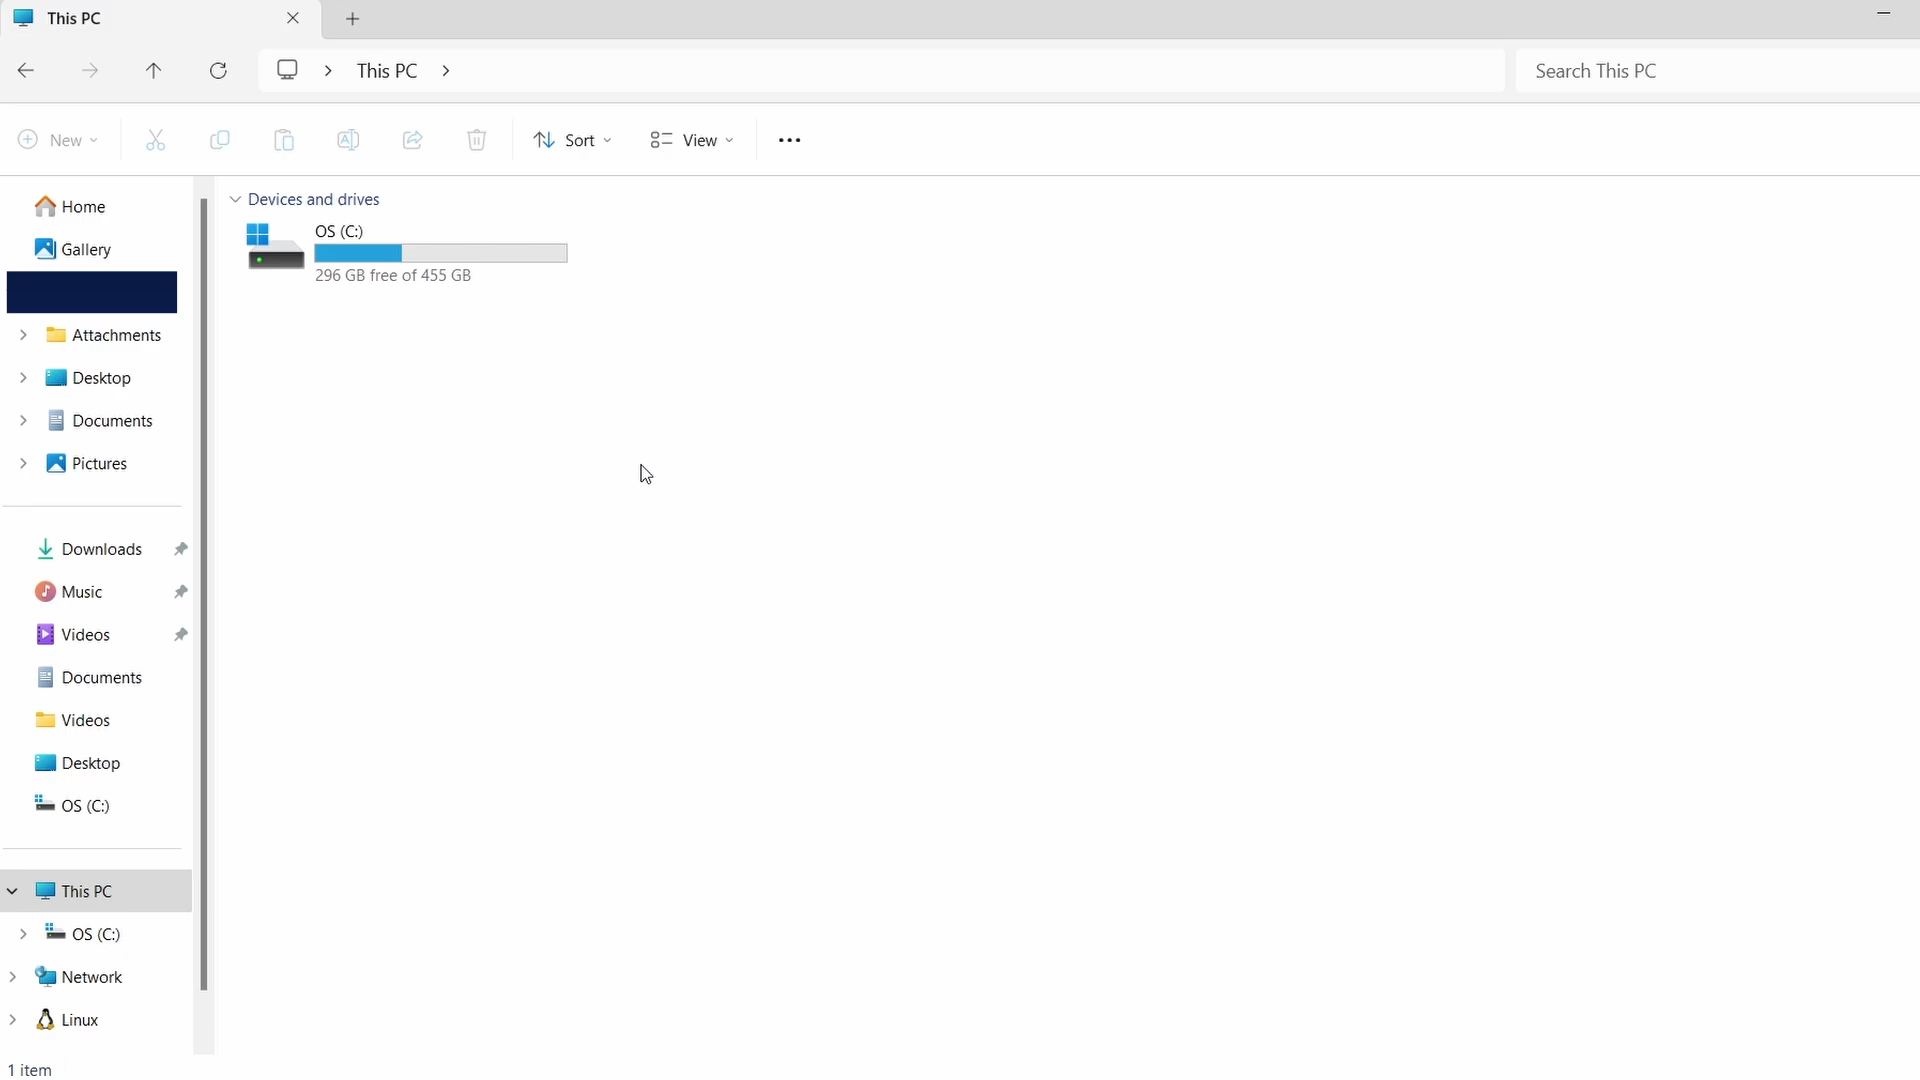 This PC
This PC
Search This PC
New
Sort
View
Home
Gallery
Attachments
Desktop
Documents
Pictures
Downloads
Music
Videos
Documents
Videos
Desktop
OS (C:)
This PC
OS (C:)
Network
Linux
1 item
Devices and drives
OS (C:)
296 GB free of 455 GB